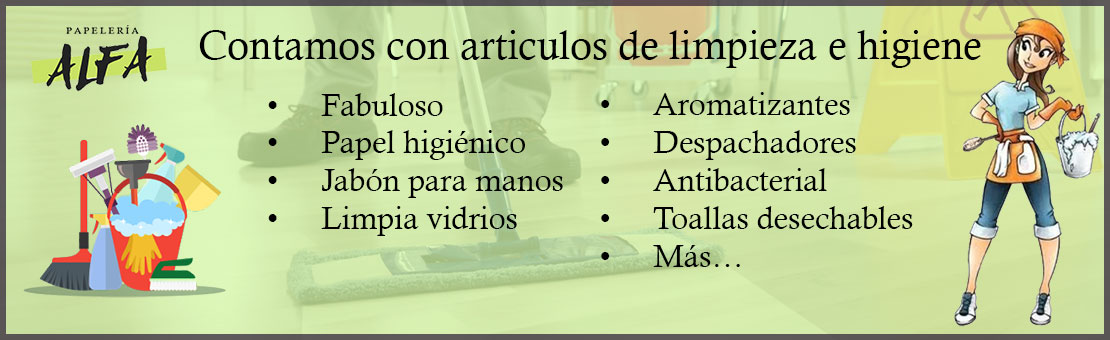 PAPELERÍA
ALFA
Contamos con articulos de limpieza e higiene
• Fabuloso
• Papel higiénico
• Jabón para manos
• Limpia vidrios
• Aromatizantes
• Despachadores
• Antibacterial
• Toallas desechables
• Más...